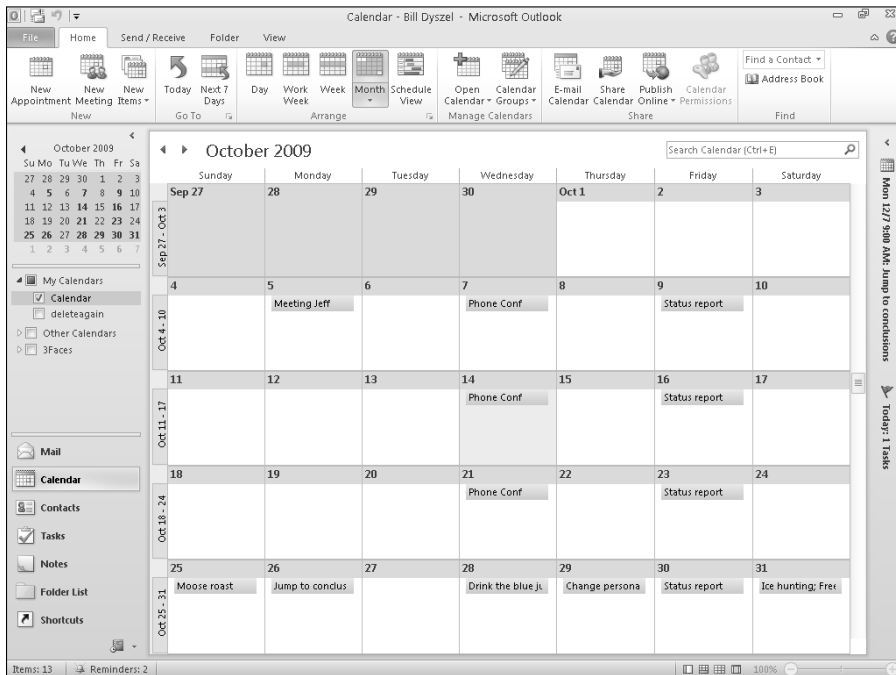 Calendar - Bill Dyszel - Microsoft Outlook
File Home Send / Receive Folder View
New Appointment New Meeting New Items Today Next 7 Days Day Work Week Week Month Schedule View Open Calendar Calendar Groups E-mail Calendar Share Calendar Publish Online Calendar Permissions Find a Contact
Address Book
New Go To Arrange Manage Calendars Share Find
October 2009
Su Mo Tu We Th Fr Sa
27 28 29 30 1 2 3
4 5 6 7 8 9 10
11 12 13 14 15 16 17
18 19 20 21 22 23 24
25 26 27 28 29 30 31
1 2 3 4 5 6 7
My Calendars
Calendar
deleteagain
Other Calendars
3Faces
Mail
Calendar
Contacts
Tasks
Notes
Folder List
Shortcuts
October 2009
Search Calendar (Ctrl+E)
Sunday Monday Tuesday Wednesday Thursday Friday Saturday
Sep 27 - Oct 3
Sep 27 28 29 30 Oct 1 2 3
Oct 4 - 10
4 5 6 7 8 9 10
Meeting Jeff Phone Conf Status report
Oct 11 - 17
11 12 13 14 15 16 17
Phone Conf Status report
Oct 18 - 24
18 19 20 21 22 23 24
Phone Conf Status report
Oct 25 - 31
25 26 27 28 29 30 31
Moose roast Jump to conclus Drink the blue ju Change persona Status report Ice hunting; Free
Mon 12/7 9:00 AM: Jump to conclusions
Today: 1 Tasks
Items: 13 Reminders: 2 100%